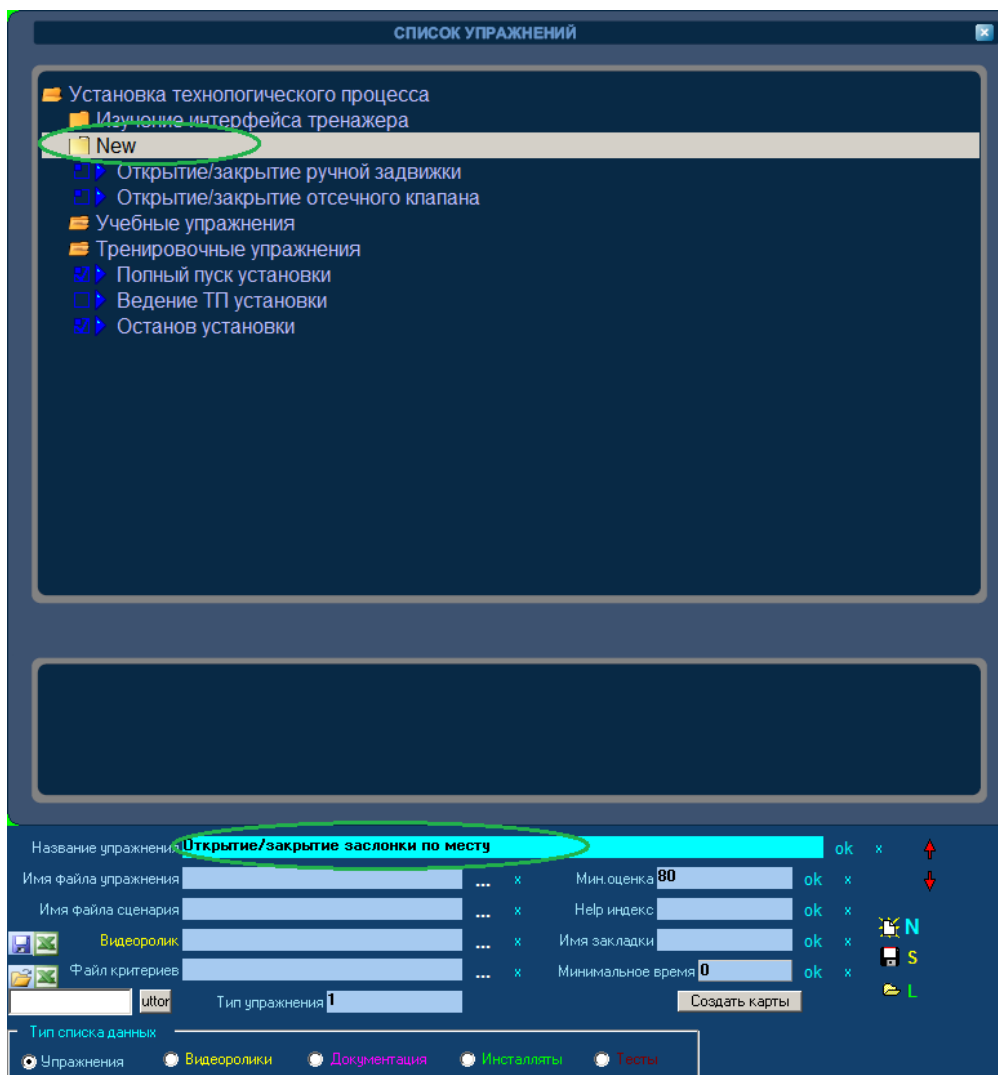 СПИСОК УПРАЖНЕНИЙ
Установка технологического процесса
Изучение интерфейса тренажера
New
Открытие/закрытие ручной задвижки
Открытие/закрытие отсечного клапана
Учебные упражнения
Тренировочные упражнения
Полный пуск установки
Ведение ТП установки
Останов установки
Название упражнения Открытие/закрытие заслонки по месту ok x
Имя файла упражнения ... x Мин.оценка 80 ok x
Имя файла сценария ... x Help индекс ok x
N
Видеоролик ... x Имя закладки ok x
S
Файл критериев ... x Минимальное время 0 ok x
L
uttor Тип упражнения 1 Создать карты
Тип списка данных
Упражнения Видеоролики Документация Инсталляты Тесты